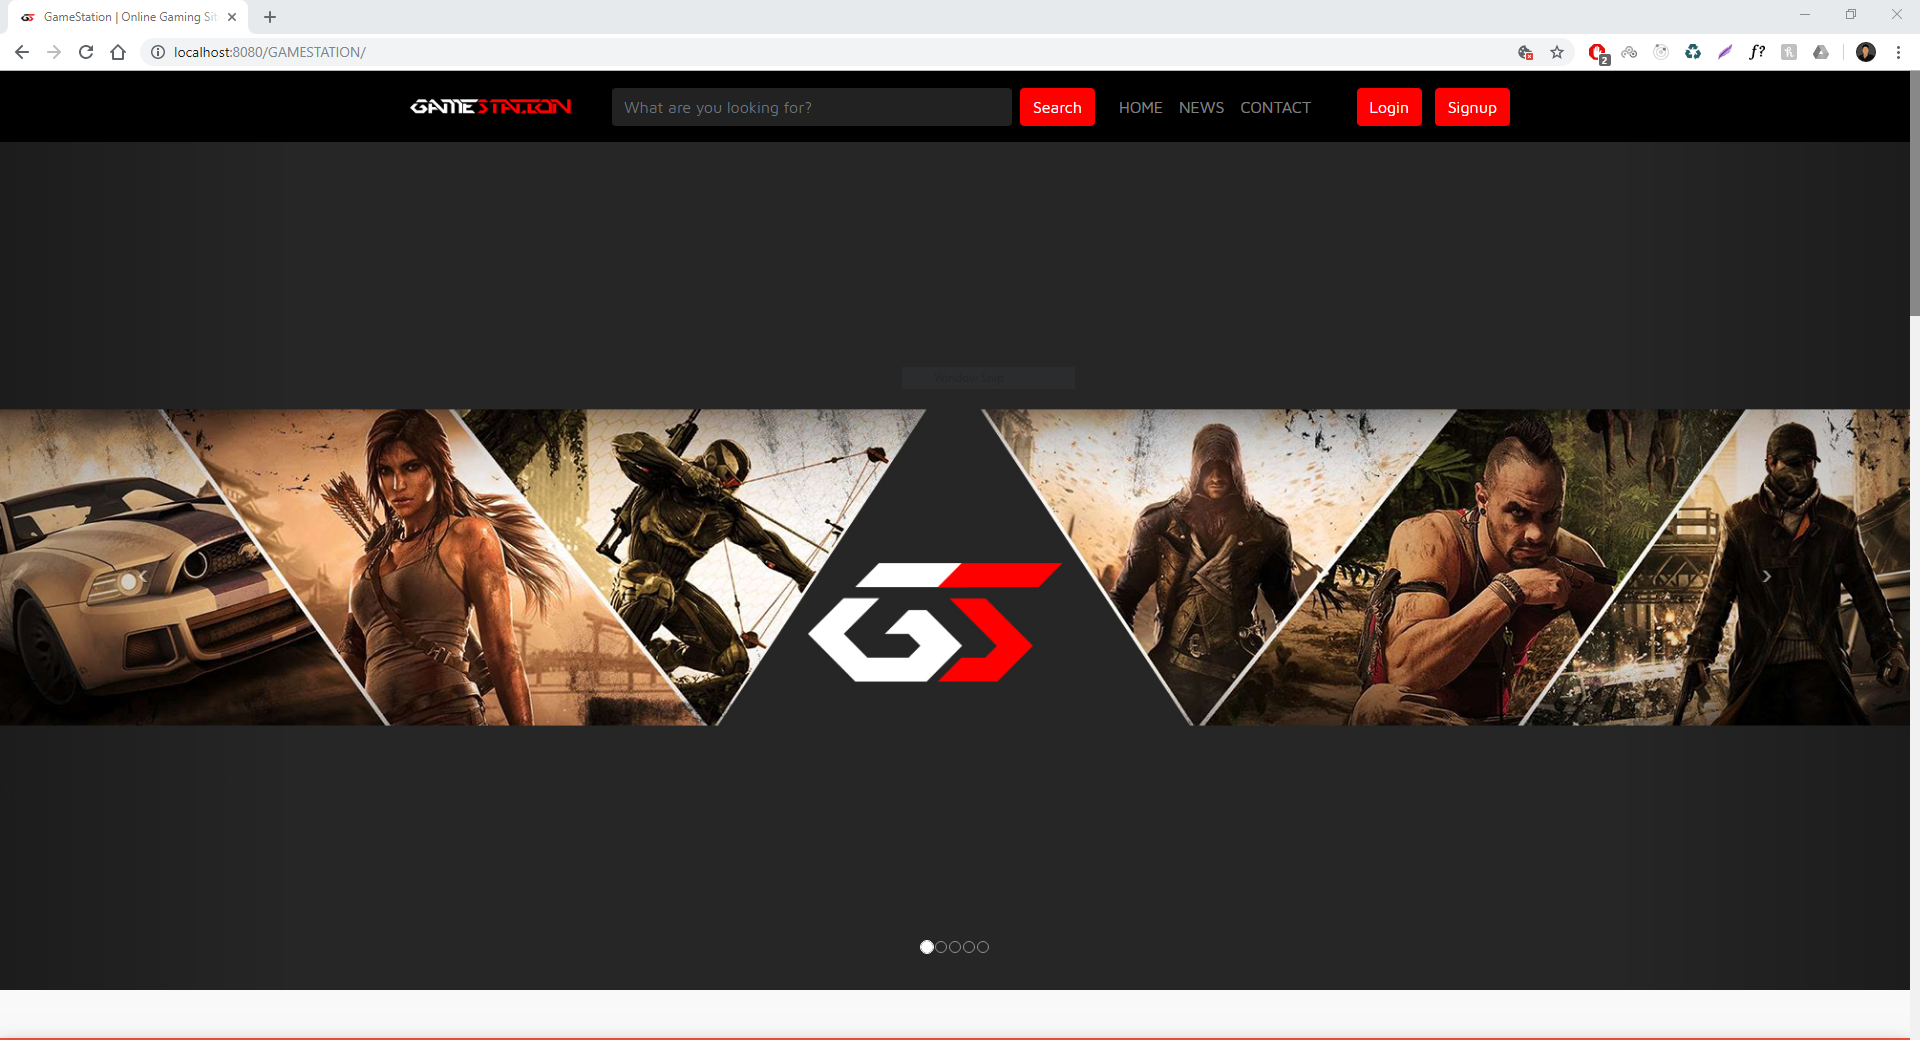 GameStation | Online Gaming Sit
localhost:8080/GAMESTATION/
2
f?
GAMESTATION
What are you looking for?
Search
HOME
NEWS
CONTACT
Login
Signup
GS